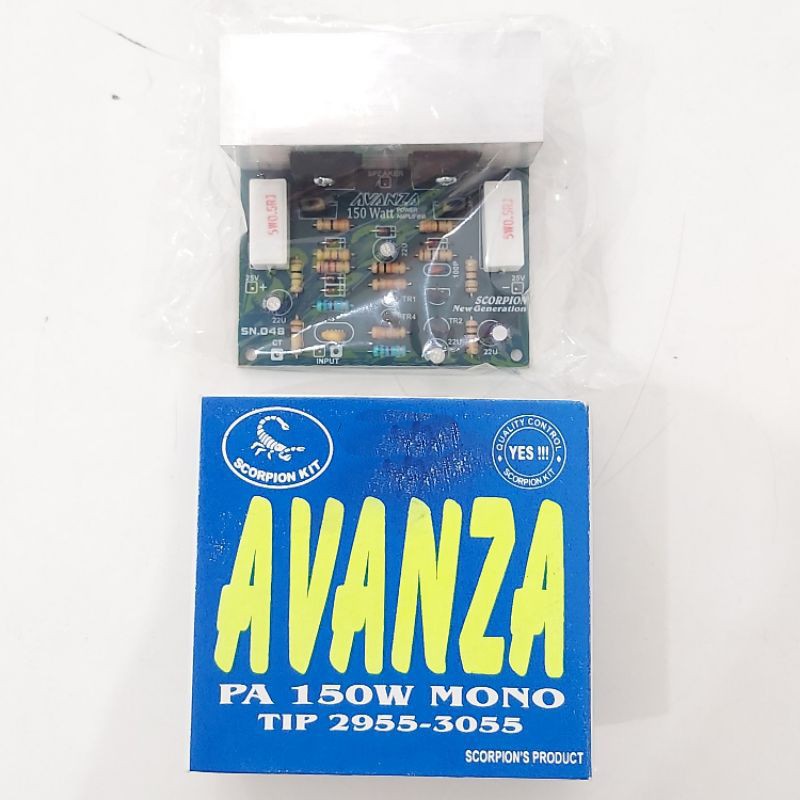 SPEAKER
AVANZA
150 Watt POWER
AMPLIFIER
5W0.5RJ
5W0.5RJ
22U
100P
25V
+
25V
-
SCORPION
New Generation
22U
TR1
TR4
TR2
22U
22U
SN.048
CT
INPUT
SCORPION KIT
QUALITY CONTROL
YES !!!
SCORPION KIT
AVANZA
PA 150W MONO
TIP 2955-3055
SCORPION'S PRODUCT